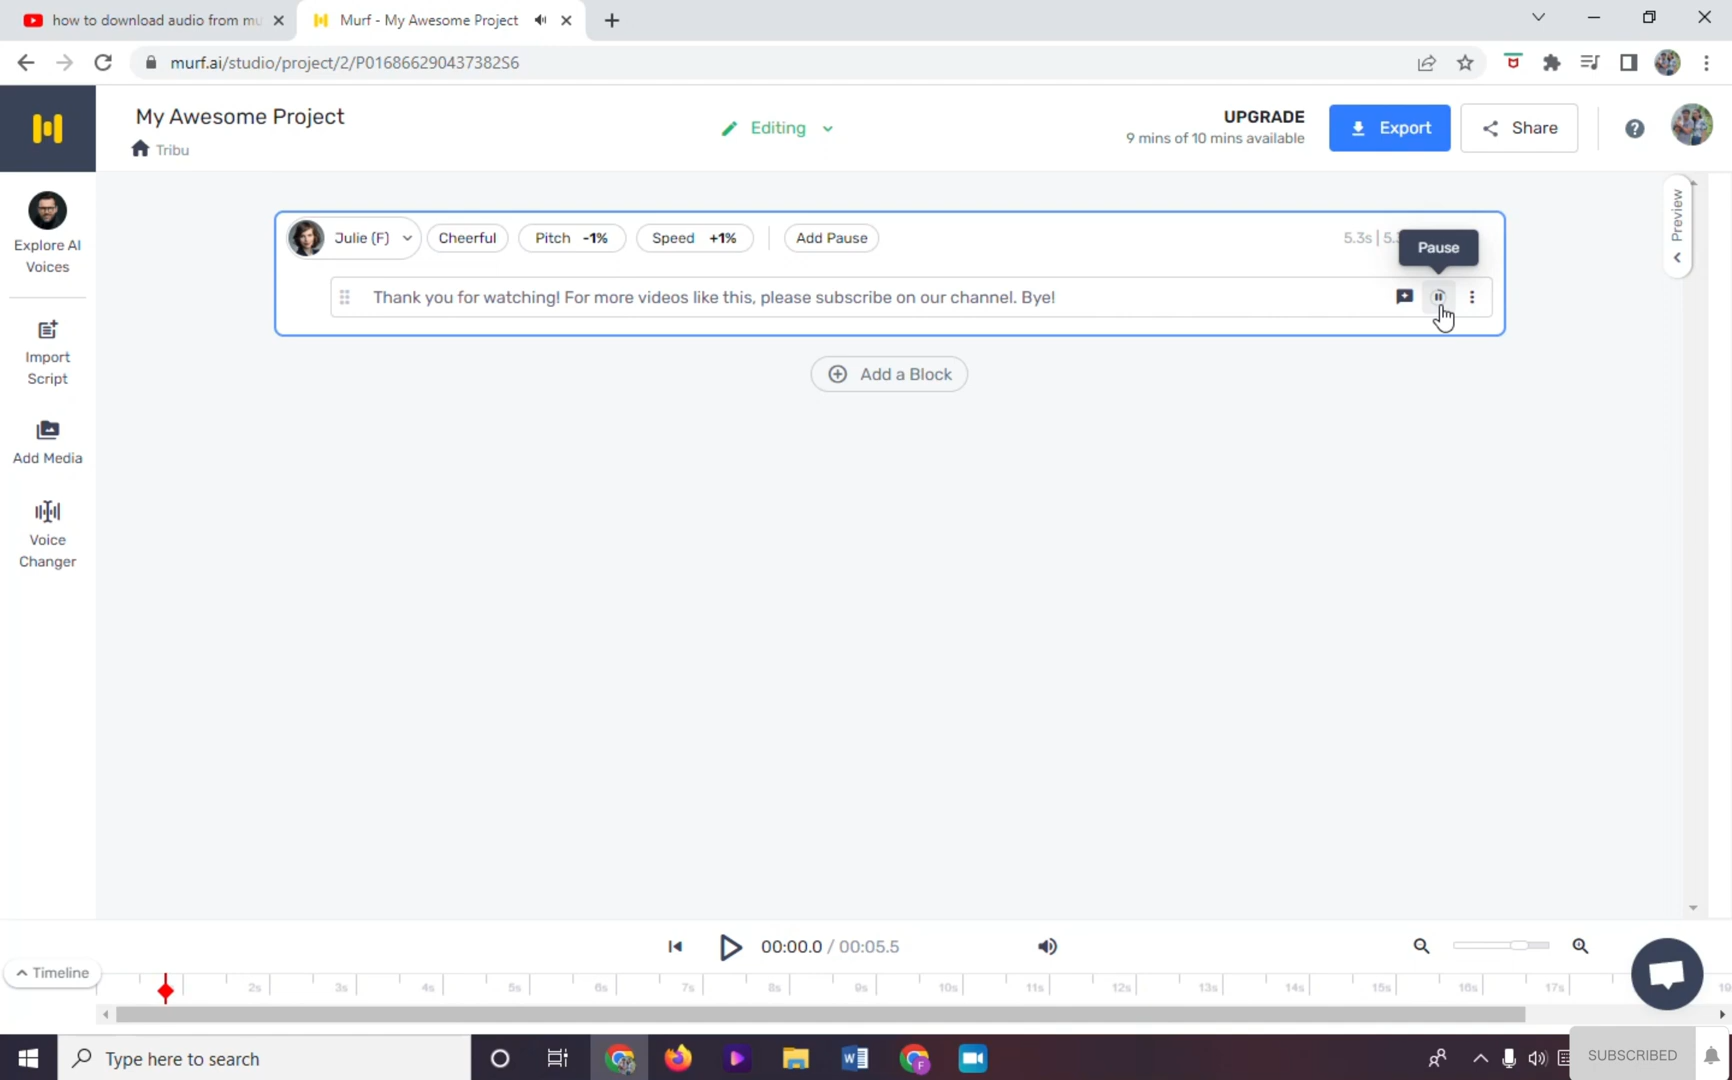 how to download audio from mu
Murf - My Awesome Project
murf.ai/studio/project/2/P0168662904373826S6
My Awesome Project
Tribu
Editing
UPGRADE
9 mins of 10 mins available
Export
Share
Explore AI
Voices
Import
Script
Add Media
Voice
Changer
Julie (F)
Cheerful
Pitch -1%
Speed +1%
Add Pause
5.3s | 5.
Pause
Preview
Thank you for watching! For more videos like this, please subscribe on our channel. Bye!
Add a Block
00:00.0 / 00:05.5
Timeline
2s 3s 4s 5s 6s 7s 8s 9s 10s 11s 12s 13s 14s 15s 16s 17s 19
Type here to search
SUBSCRIBED